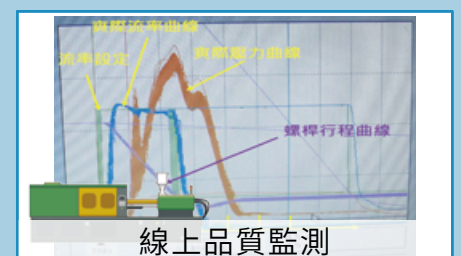 實際流率曲線
流率設定
實際壓力曲線
螺桿行程曲線
線上品質監測